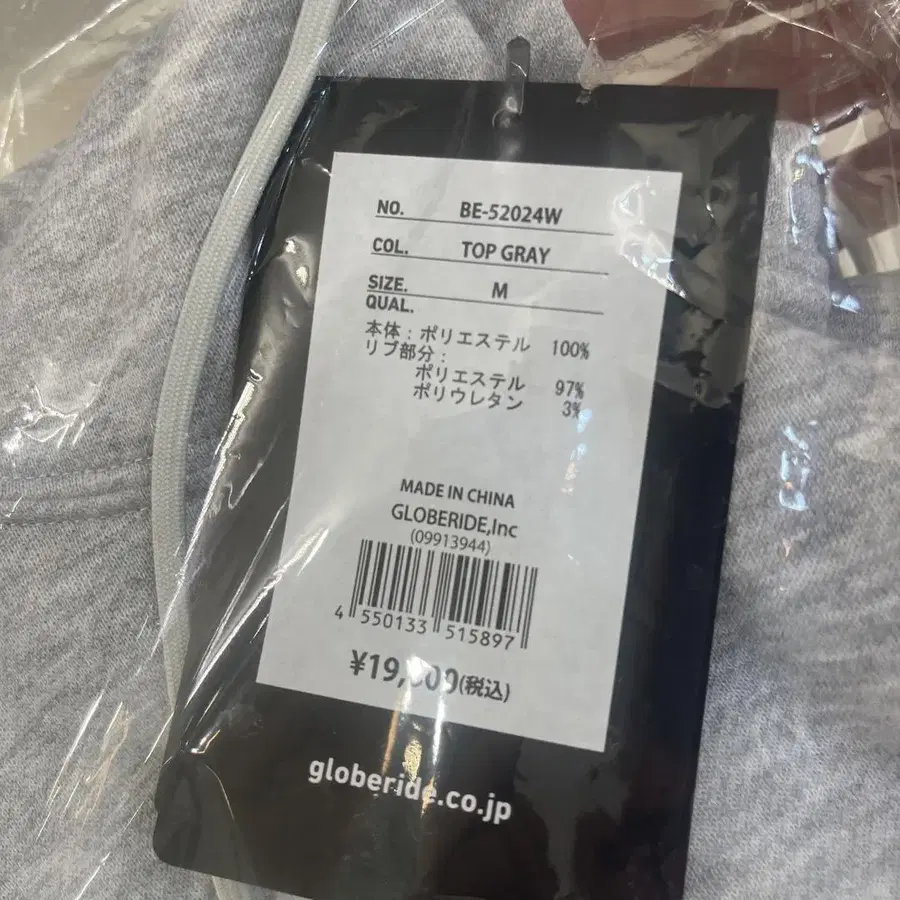 NO. BE-52024W
COL. TOP GRAY
SIZE. M
QUAL.
本体:ポリエステル 100%
リブ部分:
ポリエステル 97%
ポリウレタン 3%
MADE IN CHINA
GLOBERIDE,Inc
(09913944)
4 550133 515897
(税込)
globeride.co.jp